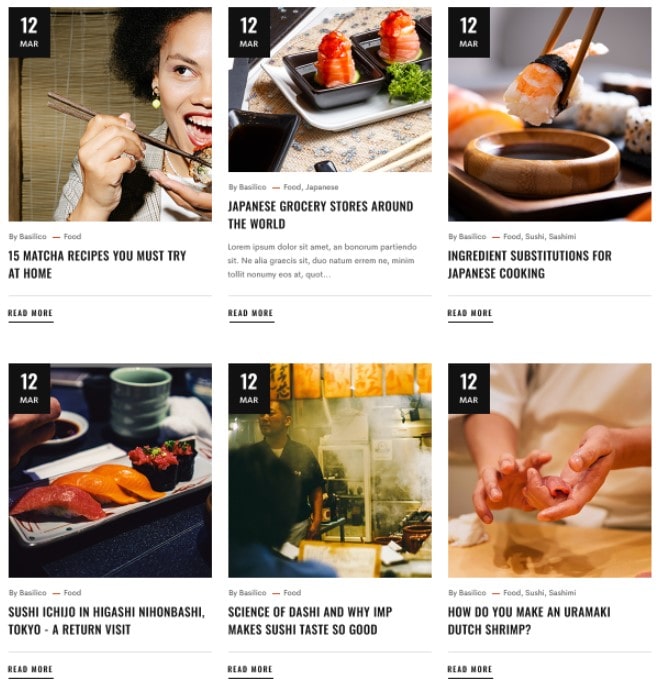 12
MAR
By Basilico — Food
15 MATCHA RECIPES YOU MUST TRY
AT HOME
READ MORE
12
MAR
By Basilico — Food, Japanese
JAPANESE GROCERY STORES AROUND
THE WORLD
Lorem ipsum dolor sit amet, an bonorum partiendo
sit. Ne alia graecis sit, duo natum errem ne, minim
tollit nonumy eos at, quot...
READ MORE
12
MAR
By Basilico — Food, Sushi, Sashimi
INGREDIENT SUBSTITUTIONS FOR
JAPANESE COOKING
READ MORE
12
MAR
By Basilico — Food
SUSHI ICHIJO IN HIGASHI NIHONBASHI,
TOKYO - A RETURN VISIT
READ MORE
12
MAR
By Basilico — Food
SCIENCE OF DASHI AND WHY IMP
MAKES SUSHI TASTE SO GOOD
READ MORE
12
MAR
By Basilico — Food, Sushi, Sashimi
HOW DO YOU MAKE AN URAMAKI
DUTCH SHRIMP?
READ MORE